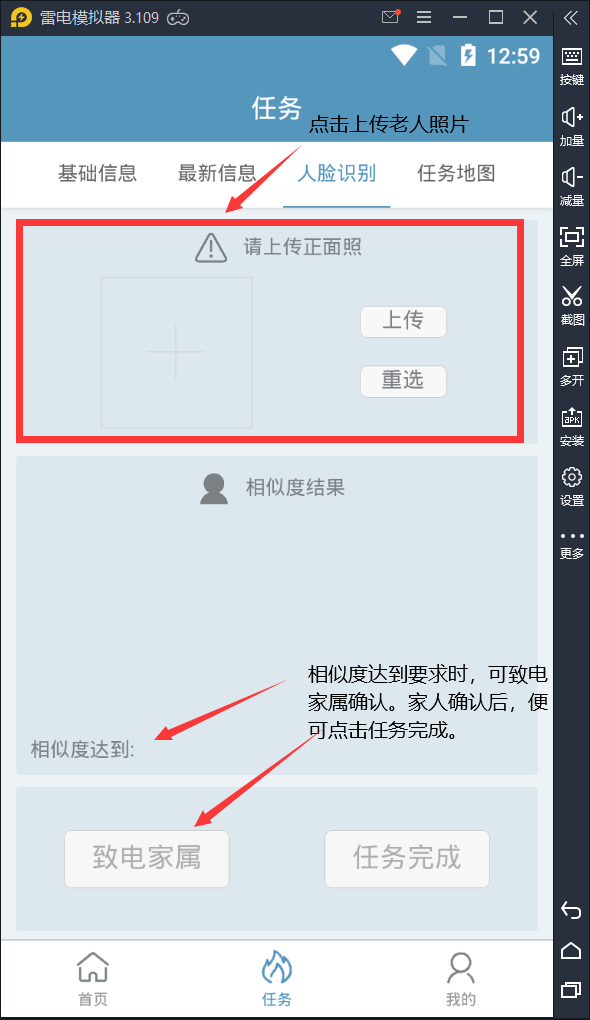 雷电模拟器 3.109
12:59
任务
点击上传老人照片
基础信息 最新信息 人脸识别 任务地图
请上传正面照
上传
重选
相似度结果
相似度达到要求时，可致电
家属确认。家人确认后，便
可点击任务完成。
相似度达到:
致电家属 任务完成
首页 任务 我的
按键
加量
减量
全屏
截图
多开
APK
安装
设置
更多